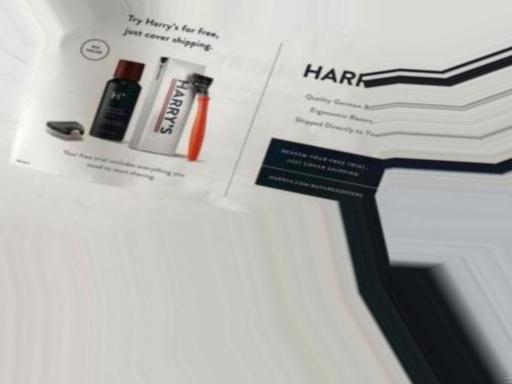 Try Harry's for free,
just cover shipping.
HARRY'S
Your free trial includes everything you
need to start shaving.
HARR
Quality German
Ergonomic Razors
Shipped Directly to You
REDEEM YOUR FREE TRIAL,
JUST COVER SHIPPING